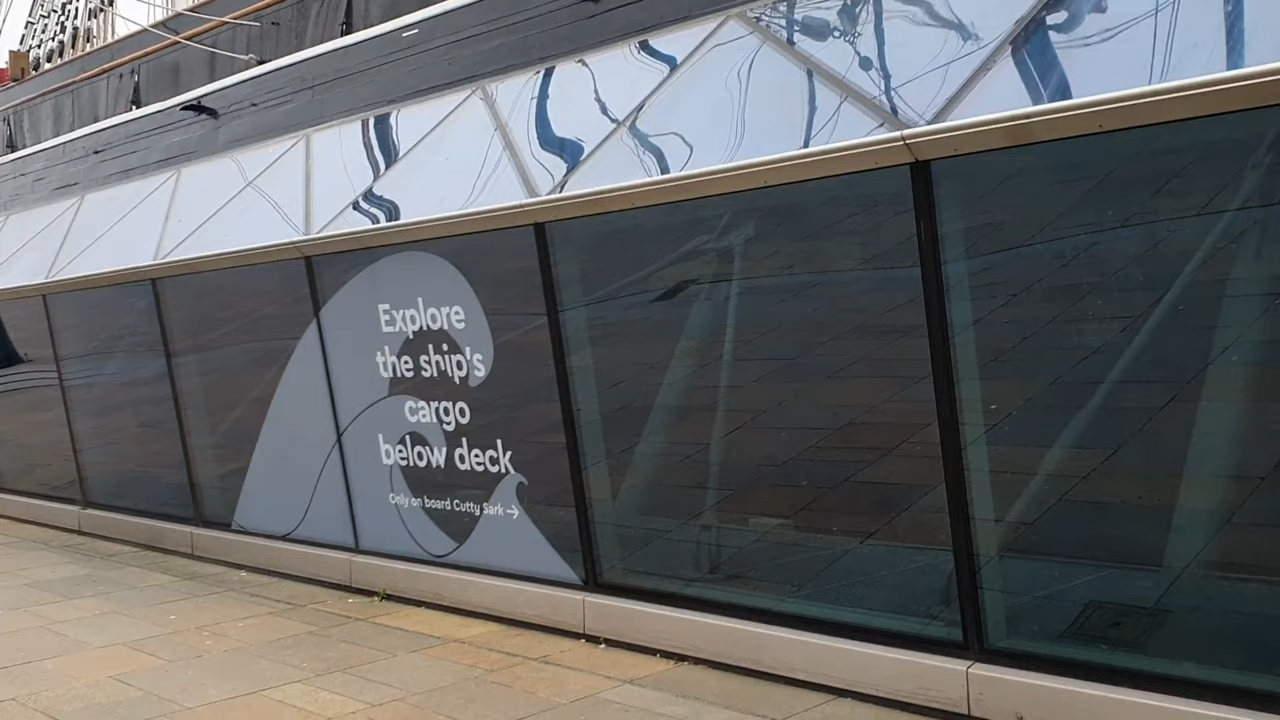 Explore
the ship's
cargo
below deck
Only on board Cutty Sark →